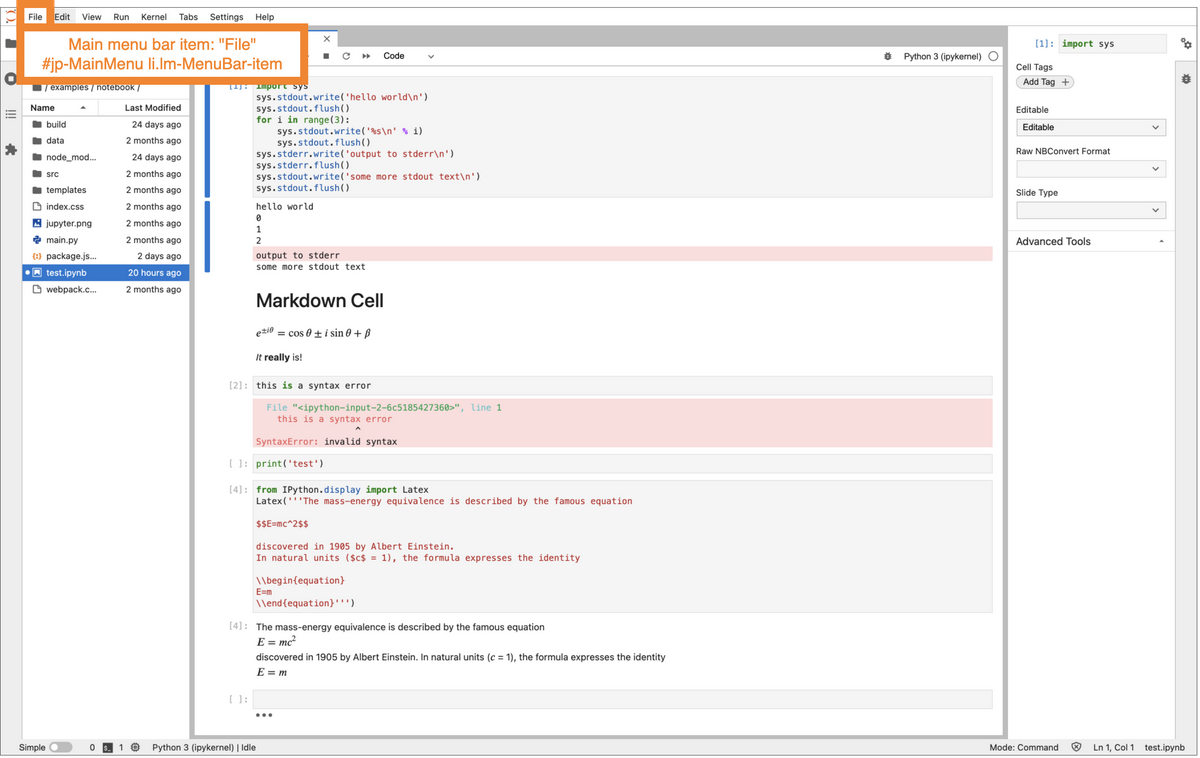 File Edit View Run Kernel Tabs Settings Help
Main menu bar item: "File"
#jp-MainMenu li.lm-MenuBar-item
Code
Python 3 (ipykernel)
/ examples / notebook /
Name Last Modified
build 24 days ago
data 2 months ago
node_mod... 24 days ago
src 2 months ago
templates 2 months ago
index.css 2 months ago
jupyter.png 2 months ago
main.py 2 months ago
package.js... 2 days ago
test.ipynb 20 hours ago
webpack.c... 2 months ago
[1]: import sys
sys.stdout.write('hello world\n')
sys.stdout.flush()
for i in range(3):
    sys.stdout.write('%s\n' % i)
    sys.stdout.flush()
sys.stderr.write('output to stderr\n')
sys.stderr.flush()
sys.stdout.write('some more stdout text\n')
sys.stdout.flush()
hello world
0
1
2
output to stderr
some more stdout text
Markdown Cell
e^±iθ = cos θ ± i sin θ + β
It really is!
[2]: this is a syntax error
File "<ipython-input-2-6c5185427360>", line 1
this is a syntax error
^
SyntaxError: invalid syntax
[ ]: print('test')
[4]: from IPython.display import Latex
Latex('''The mass-energy equivalence is described by the famous equation
$$E=mc^2$$
discovered in 1905 by Albert Einstein.
In natural units ($c$ = 1), the formula expresses the identity
\\begin{equation}
E=m
\\end{equation}''')
[4]: The mass-energy equivalence is described by the famous equation
E = mc²
discovered in 1905 by Albert Einstein. In natural units (c = 1), the formula expresses the identity
E = m
[ ]:
[1]: import sys
Cell Tags
Add Tag +
Editable
Editable
Raw NBConvert Format
Slide Type
Advanced Tools
Simple 0 $_ 1 Python 3 (ipykernel) | Idle Mode: Command Ln 1, Col 1 test.ipynb